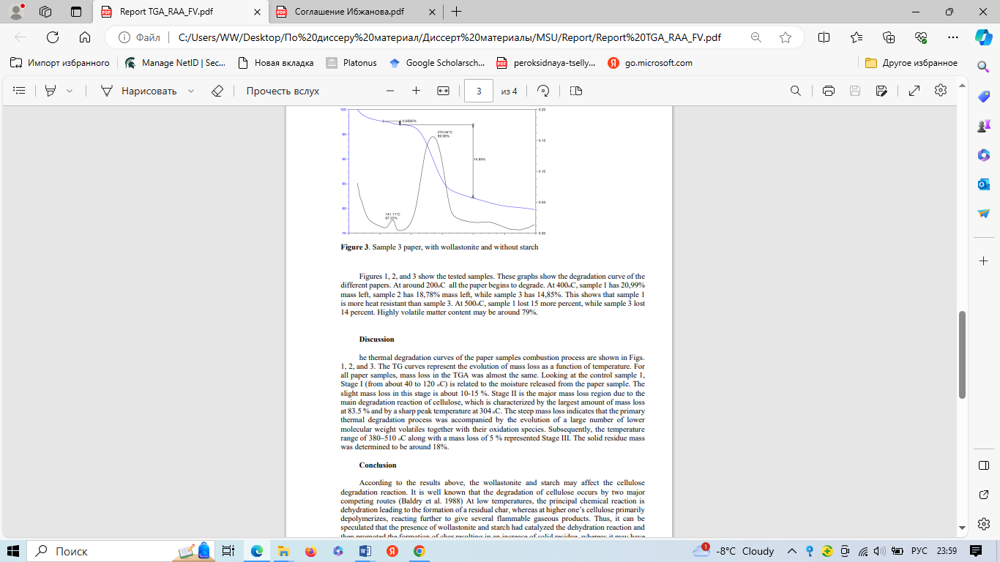 Report TGA_RAA_FV.pdf
Соглашение Ибжанова.pdf
Файл
C:/Users/WW/Desktop/По%20диссеру%20материал/Диссерт%20материалы/MSU/Report/Report%20TGA_RAA_FV.pdf
Импорт избранного
Manage NetID | Sec...
Новая вкладка
Platonus
Google Scholarsch...
peroksidnaya-tselly...
go.microsoft.com
Другое избранное
Нарисовать
Прочесть вслух
3
из 4
100
95
90
85
80
75
0.6585%
270.04°C
89.98%
14.85%
141.11°C
97.22%
0.20
0.15
0.10
0.05
0.00
Figure 3. Sample 3 paper, with wollastonite and without starch
Figures 1, 2, and 3 show the tested samples. These graphs show the degradation curve of the
different papers. At around 200oC all the paper begins to degrade. At 400oC, sample 1 has 20,99%
mass left, sample 2 has 18,78% mass left, while sample 3 has 14,85%. This shows that sample 1
is more heat resistant than sample 3. At 500oC, sample 1 lost 15 more percent, while sample 3 lost
14 percent. Highly volatile matter content may be around 79%.
Discussion
he thermal degradation curves of the paper samples combustion process are shown in Figs.
1, 2, and 3. The TG curves represent the evolution of mass loss as a function of temperature. For
all paper samples, mass loss in the TGA was almost the same. Looking at the control sample 1,
Stage I (from about 40 to 120 oC) is related to the moisture released from the paper sample. The
slight mass loss in this stage is about 10-15 %. Stage II is the major mass loss region due to the
main degradation reaction of cellulose, which is characterized by the largest amount of mass loss
at 83.5 % and by a sharp peak temperature at 304 oC. The steep mass loss indicates that the primary
thermal degradation process was accompanied by the evolution of a large number of lower
molecular weight volatiles together with their oxidation species. Subsequently, the temperature
range of 380–510 oC along with a mass loss of 5 % represented Stage III. The solid residue mass
was determined to be around 18%.
Conclusion
According to the results above, the wollastonite and starch may affect the cellulose
degradation reaction. It is well known that the degradation of cellulose occurs by two major
competing routes (Baldry et al. 1988) At low temperatures, the principal chemical reaction is
dehydration leading to the formation of a residual char, whereas at higher one's cellulose primarily
depolymerizes, reacting further to give several flammable gaseous products. Thus, it can be
speculated that the presence of wollastonite and starch had catalyzed the dehydration reaction and
then promoted the formation of char resulting in an increase of solid residue, whereas it may have
Поиск
1
-8°C Cloudy
РУС
23:59